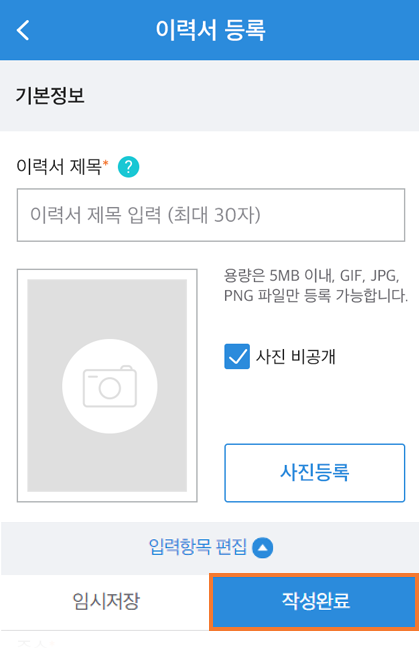 이력서 등록
기본정보
이력서 제목* ?
이력서 제목 입력 (최대 30자)
용량은 5MB 이내, GIF, JPG,
PNG 파일만 등록 가능합니다.
사진 비공개
사진등록
입력항목 편집
임시저장
작성완료